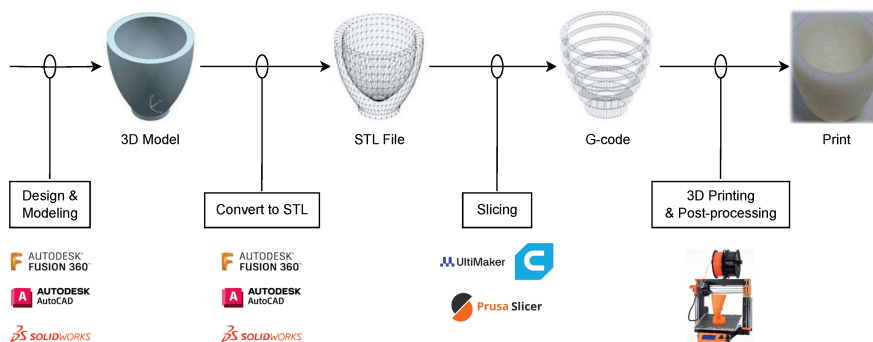 3D Model
STL File
G-code
Print
Design &
Modeling
Convert to STL
Slicing
3D Printing
& Post-processing
AUTODESK
FUSION 360
AUTODESK
AutoCAD
SOLIDWORKS
AUTODESK
FUSION 360
AUTODESK
AutoCAD
SOLIDWORKS
UltiMaker
Prusa Slicer